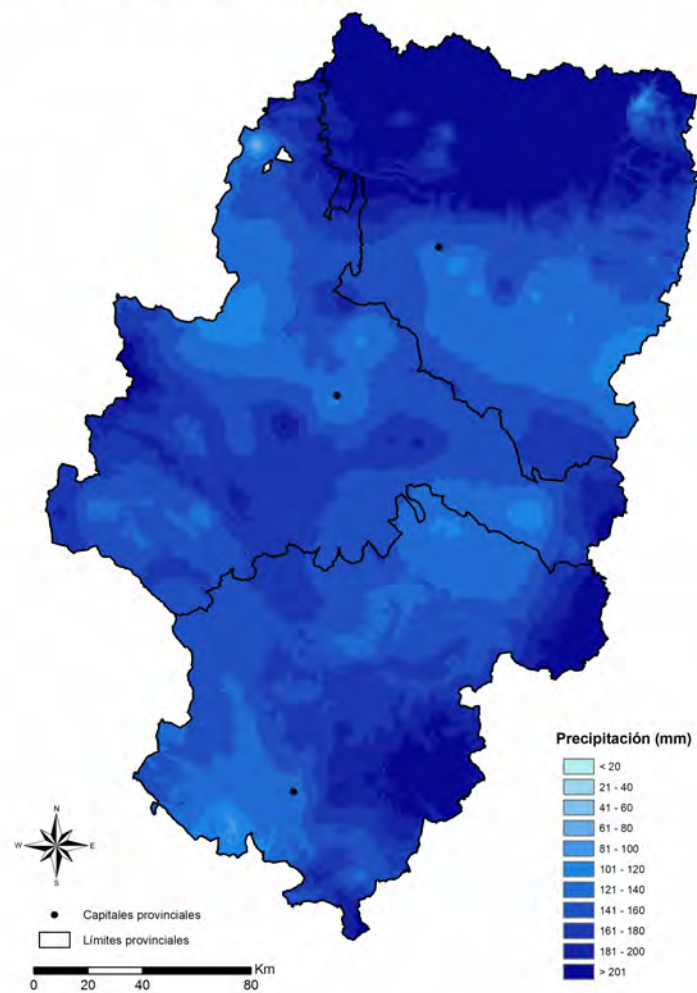 Precipitación (mm)
< 20
21 - 40
41 - 60
61 - 80
81 - 100
101 - 120
121 - 140
141 - 160
161 - 180
181 - 200
> 201
N
W
E
S
Capitales provinciales
Límites provinciales
Km
0 20 40 80